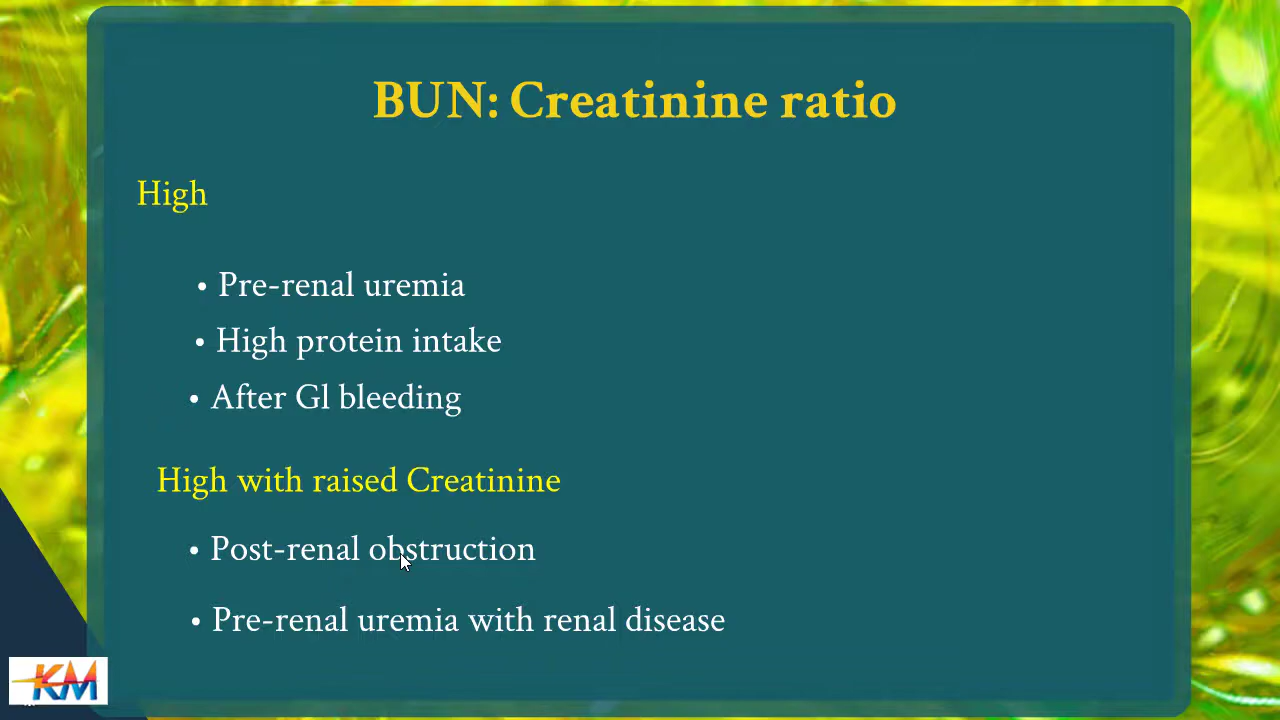 BUN: Creatinine ratio
High
• Pre-renal uremia
• High protein intake
• After Gl bleeding
High with raised Creatinine
• Post-renal obstruction
• Pre-renal uremia with renal disease
KM